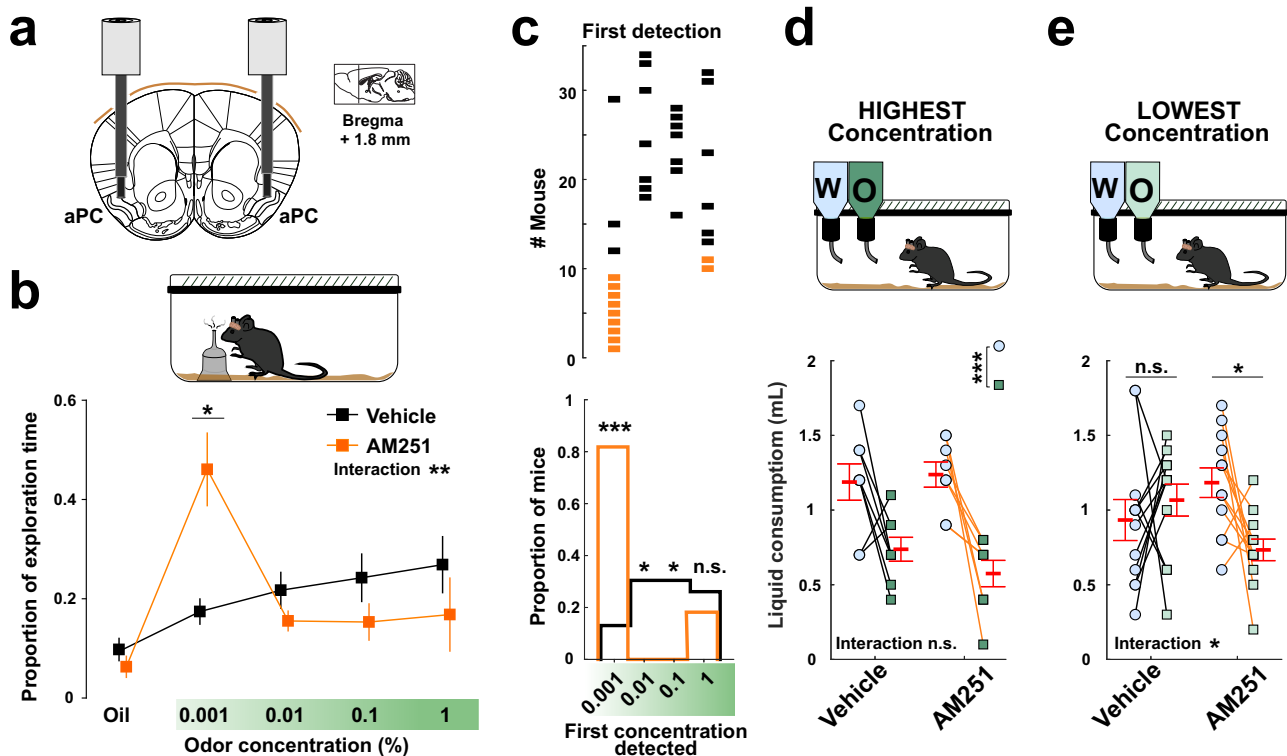 a
aPC
aPC
Bregma
+ 1.8 mm
b
0.6
0.4
0.2
0
Proportion of exploration time
*
Vehicle
AM251
Interaction **
Oil
0.001
0.01
0.1
1
Odor concentration (%)
c
First detection
30
20
10
0
# Mouse
1
0.8
0.6
0.4
0.2
0
Proportion of mice
***
*
*
n.s.
0.001
0.01
0.1
1
First concentration
detected
d
HIGHEST
Concentration
W
O
***
2
1.5
1
0.5
0
Liquid consumptiom (mL)
Interaction n.s.
Vehicle
AM251
e
LOWEST
Concentration
W
O
2
1.5
1
0.5
0
n.s.
*
Interaction *
Vehicle
AM251